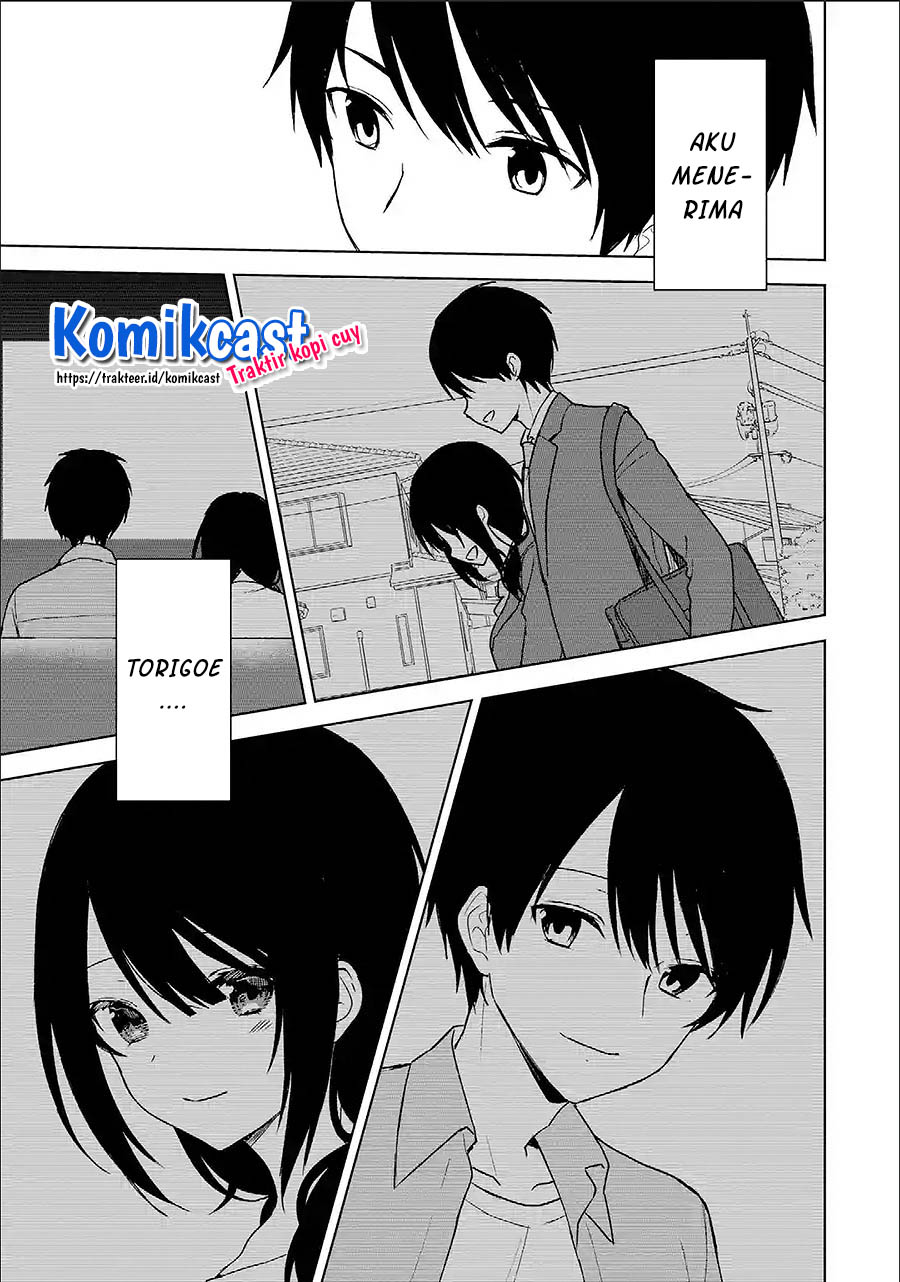 AKU
MENE-
RIMA
Komikcast
Traktir kopi cuy
https://trakteer.id/komikcast
TORIGOE
....